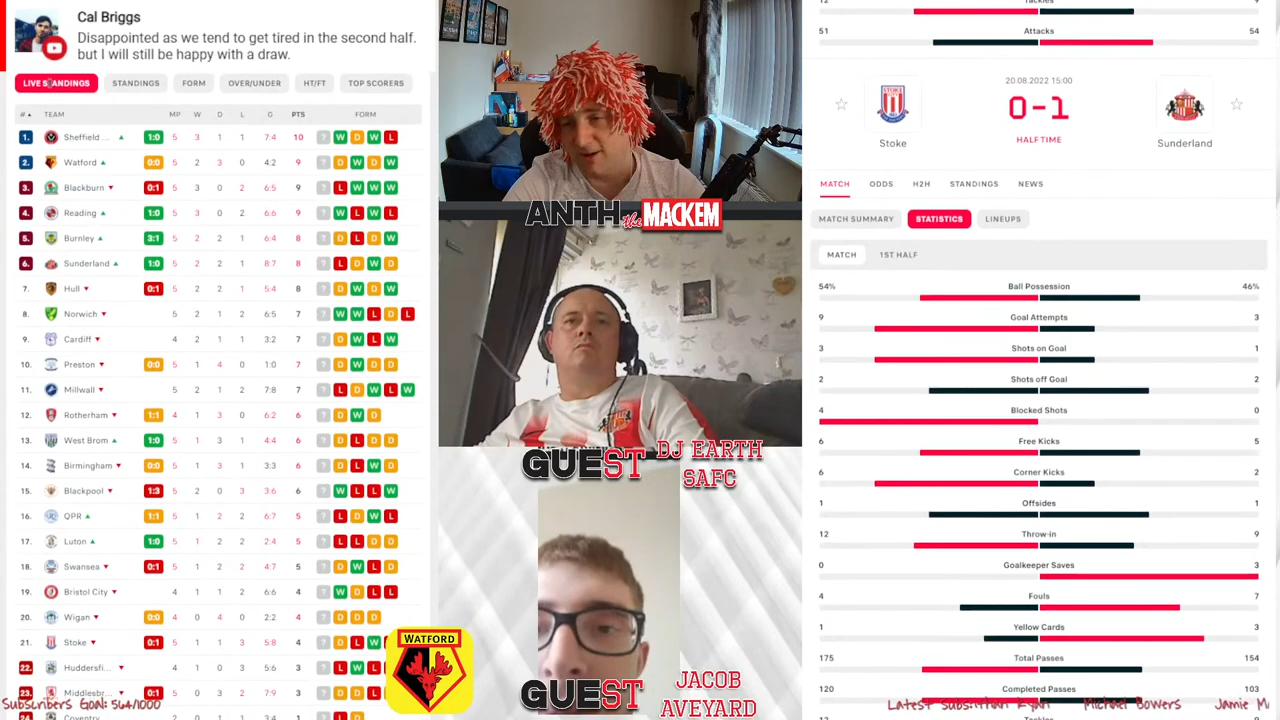 Cal Briggs
Disappointed as we tend to get tired in the second half.
but I will still be happy with a draw.
LIVE STANDINGS STANDINGS FORM OVER/UNDER HT/FT TOP SCORERS
# TEAM MP W D L G PTS FORM
1. Sheffield ... 1:0 5 3 1 1 7:4 10 ? W D W L
2. Watford 0:0 5 2 3 0 4:2 9 ? W D W
3. Blackburn 0:1 5 3 0 2 6:5 9 ? L W W W
4. Reading 1:0 5 3 0 2 6:6 9 ? W L W L
5. Burnley 3:1 5 2 2 1 6:4 8 ? D L D W
6. Sunderland 1:0 5 2 2 1 8:7 8 ? L D W D
7. Hull 0:1 5 2 2 1 5:4 8 ? W D W
8. Norwich 5 2 1 2 6:5 7 ? W W L D L
9. Cardiff 5 2 1 1 3:2 7 ? D W L W
10. Preston 0:0 5 1 4 0 1:0 7 ? D W D D
11. Millwall 5 2 1 2 7:8 7 ? L D L W
12. Rotherham 1:1 4 1 3 0 6:2 6 ? D W D
13. West Brom 1:0 5 1 3 1 4:4 6 ? D L D D
14. Birmingham 0:0 5 1 3 1 3:3 6 ? D L W D
15. Blackpool 1:3 5 2 0 3 3:6 6 ? W L L W
16. QPR 1:1 4 1 2 6:7 5 ? L D W L
17. Luton 1:0 5 1 2 2 2:4 5 ? L L D D
18. Swansea 0:1 5 1 2 2 4:7 5 ? L D W D
19. Bristol City 4 1 1 2 6:6 4 ? W D L L
20. Wigan 0:0 4 0 4 0 4 ? D D D
21. Stoke 0:1 5 1 1 5:8 4 ? D L W
22. Huddersfi... 4 1 0 3 5:6 3 ? L W L
23. Middlesbr... 0:1 5 0 3 2 3 ? D D L
24. Coventry
Subscribers Goal: 564/1000
WATFORD
ANTH the MACKEM
GUEST DJ EARTH
SAFC
GUEST JACOB
AVEYARD
12 Tackles 9
51 Attacks 54
20.08.2022 15:00
STOKE
0-1
HALF TIME
Stoke Sunderland
MATCH ODDS H2H STANDINGS NEWS
MATCH SUMMARY STATISTICS LINEUPS
MATCH 1ST HALF
54% Ball Possession 46%
9 Goal Attempts 3
3 Shots on Goal 1
2 Shots off Goal 2
4 Blocked Shots 0
6 Free Kicks 5
6 Corner Kicks 2
1 Offsides 1
12 Throw-in 9
0 Goalkeeper Saves 3
4 Fouls 7
1 Yellow Cards 3
175 Total Passes 154
120 Completed Passes 103
Latest Subs: Ryan Michael Bowers Jamie M
12 Tackles 9